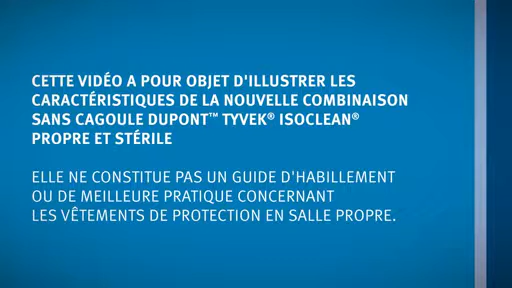 CETTE VIDÉO A POUR OBJET D'ILLUSTRER LES
CARACTÉRISTIQUES DE LA NOUVELLE COMBINAISON
SANS CAGOULE DUPONT™ TYVEK® ISOCLEAN®
PROPRE ET STÉRILE
ELLE NE CONSTITUE PAS UN GUIDE D'HABILLEMENT
OU DE MEILLEURE PRATIQUE CONCERNANT
LES VÊTEMENTS DE PROTECTION EN SALLE PROPRE.